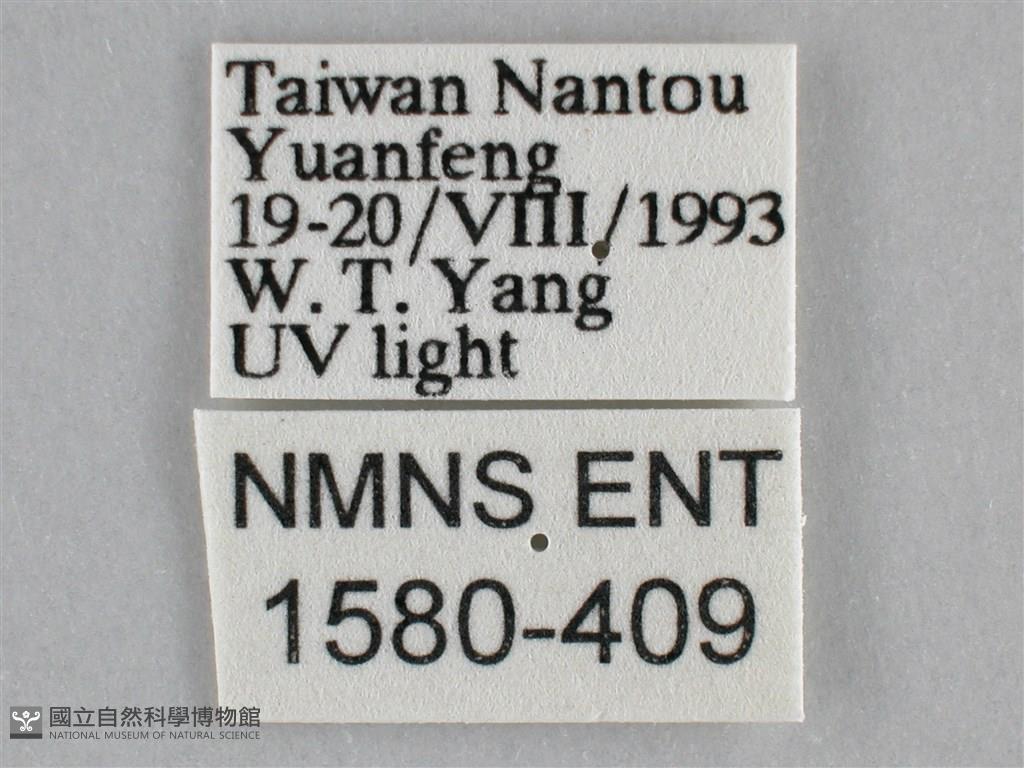 Taiwan Nantou
Yuanfeng
19-20/VIII/1993
W. T. Yang
UV light
NMNS ENT
1580-409
國立自然科學博物館
NATIONAL MUSEUM OF NATURAL SCIENCE